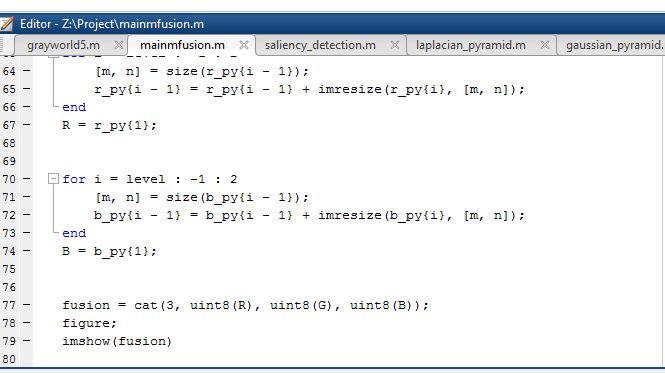 Editor - Z:\Project\mainmfusion.m
grayworld5.m × mainmfusion.m × saliency_detection.m × laplacian_pyramid.m × gaussian_pyramid.
64 – [m, n] = size(r_py{i - 1});
65 – r_py{i - 1} = r_py{i - 1} + imresize(r_py{i}, [m, n]);
66 – end
67 – R = r_py{1};
68
69
70 – for i = level : -1 : 2
71 – [m, n] = size(b_py{i - 1});
72 – b_py{i - 1} = b_py{i - 1} + imresize(b_py{i}, [m, n]);
73 – end
74 – B = b_py{1};
75
76
77 – fusion = cat(3, uint8(R), uint8(G), uint8(B));
78 – figure;
79 – imshow(fusion)
80